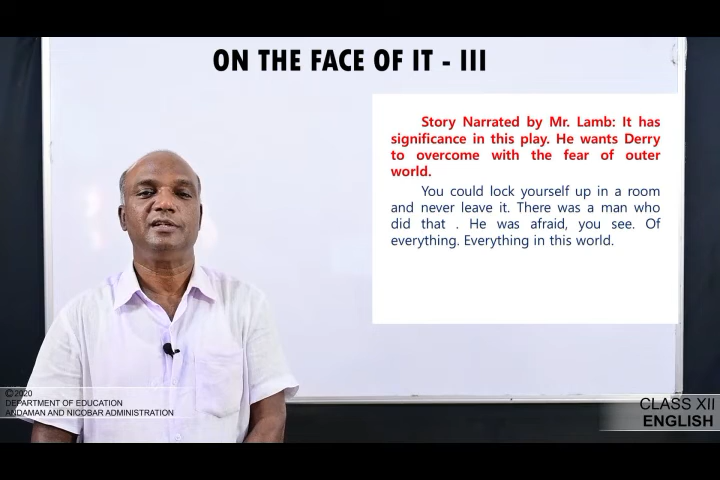 ON THE FACE OF IT - III
Story Narrated by Mr. Lamb: It has
significance in this play. He wants Derry
to overcome with the fear of outer
world.
You could lock yourself up in a room
and never leave it. There was a man who
did that . He was afraid, you see. Of
everything. Everything in this world.
©2020
DEPARTMENT OF EDUCATION
ANDAMAN AND NICOBAR ADMINISTRATION
CLASS XII
ENGLISH